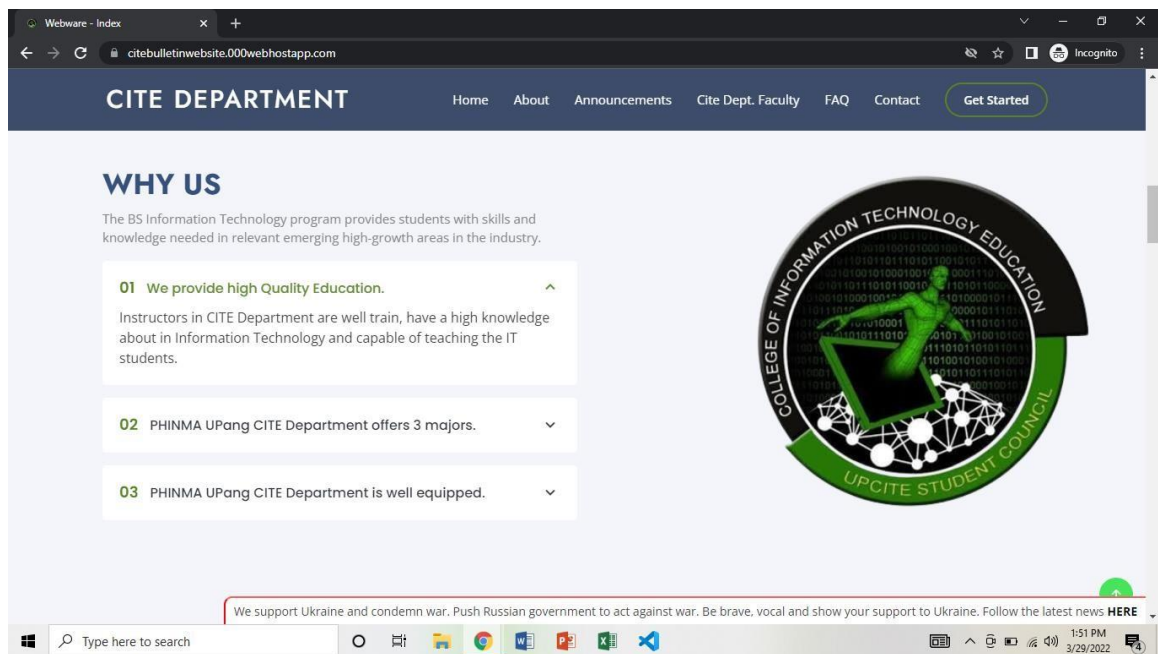 Webware - Index
citebulletinwebsite.000webhostapp.com
Incognito
CITE DEPARTMENT
Home About Announcements Cite Dept. Faculty FAQ Contact Get Started
WHY US
The BS Information Technology program provides students with skills and
knowledge needed in relevant emerging high-growth areas in the industry.
01 We provide high Quality Education.
Instructors in CITE Department are well train, have a high knowledge
about in Information Technology and capable of teaching the IT
students.
02 PHINMA UPang CITE Department offers 3 majors.
03 PHINMA UPang CITE Department is well equipped.
COLLEGE OF INFORMATION TECHNOLOGY EDUCATION
UPCITE STUDENT COUNCIL
We support Ukraine and condemn war. Push Russian government to act against war. Be brave, vocal and show your support to Ukraine. Follow the latest news HERE
Type here to search
1:51 PM
3/29/2022
4